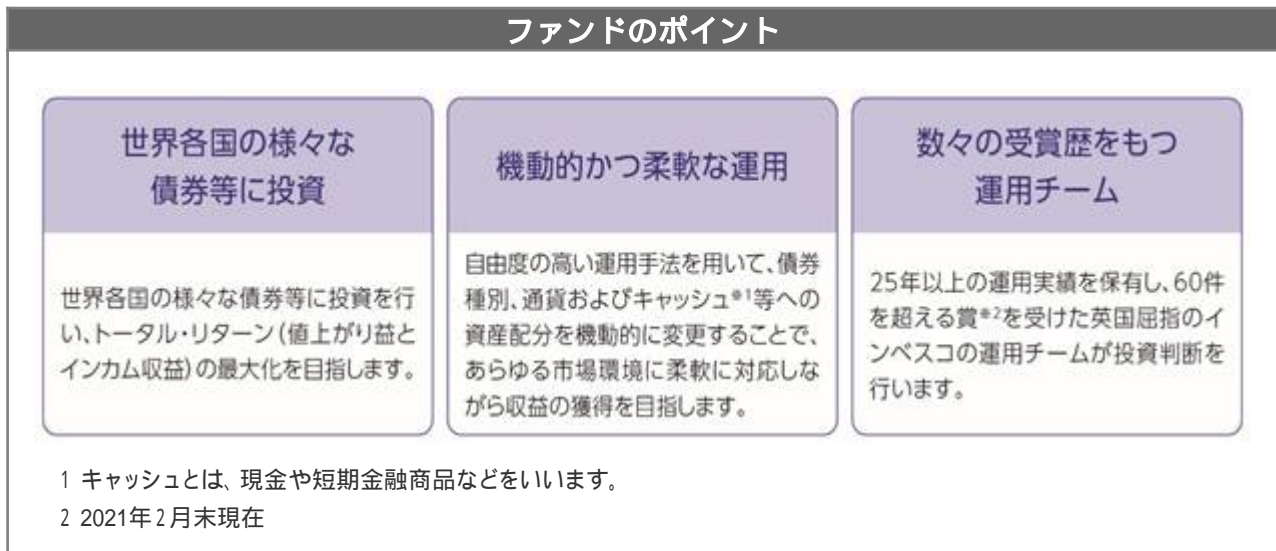 ファンドのポイント
世界各国の様々な
債券等に投資
世界各国の様々な債券等に投資を行
い、トータル・リターン(値上がり益と
インカム収益)の最大化を目指します。
機動的かつ柔軟な運用
自由度の高い運用手法を用いて、債券
種別、通貨およびキャッシュ※1等への
資産配分を機動的に変更することで、
あらゆる市場環境に柔軟に対応しな
がら収益の獲得を目指します。
数々の受賞歴をもつ
運用チーム
25年以上の運用実績を保有し、60件
を超える賞※2を受けた英国屈指のイ
ンベスコの運用チームが投資判断を
行います。
1 キャッシュとは、現金や短期金融商品などをいいます。
2 2021年2月末現在